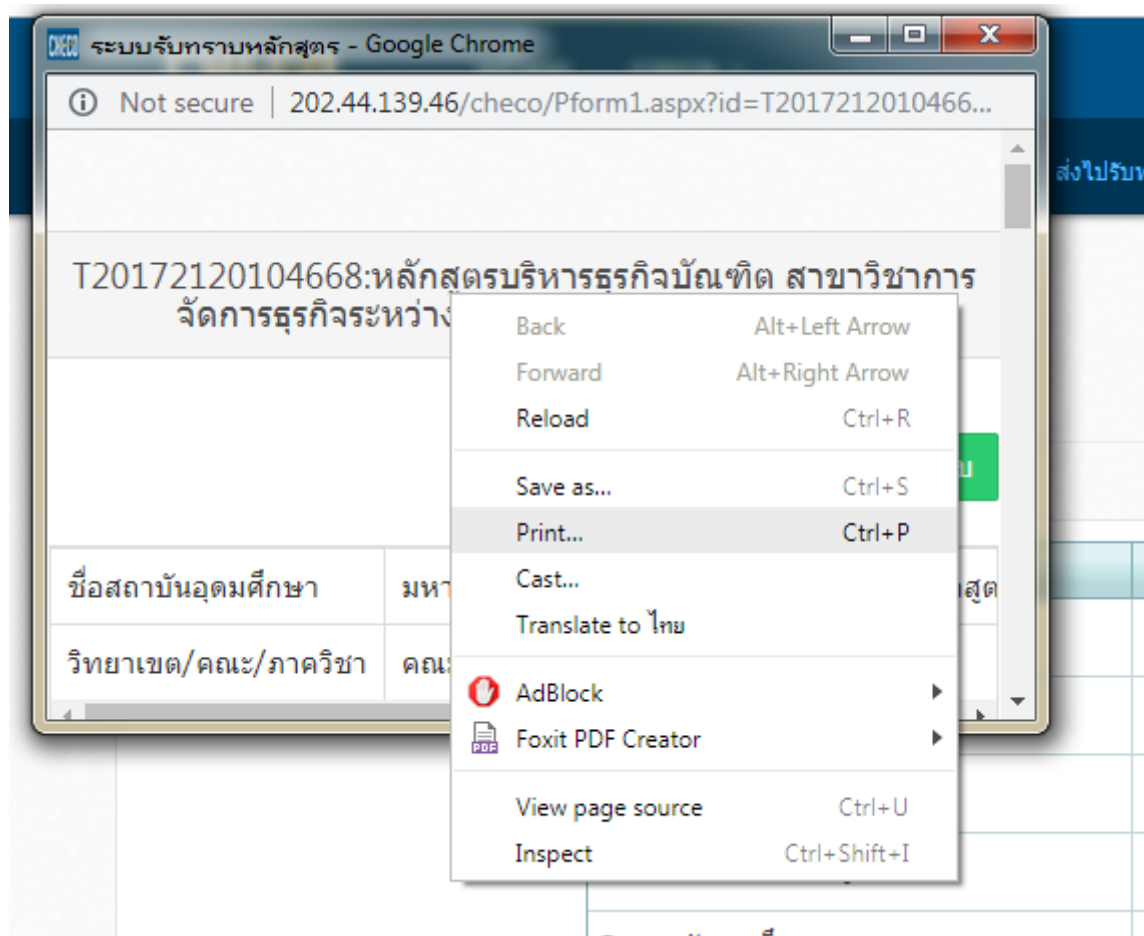 CHECO ระบบรับทราบหลักสูตร - Google Chrome
Not secure | 202.44.139.46/checo/Pform1.aspx?id=T2017212010466...
ส่งไปรับ
T20172120104668:หลักสูตรบริหารธุรกิจบัณฑิต สาขาวิชาการ
จัดการธุรกิจระหว่าง
Back Alt+Left Arrow
Forward Alt+Right Arrow
Reload Ctrl+R
Save as... Ctrl+S
Print... Ctrl+P
Cast...
Translate to ไทย
AdBlock
Foxit PDF Creator
View page source Ctrl+U
Inspect Ctrl+Shift+I
ชื่อสถาบันอุดมศึกษา มหา
วิทยาเขต/คณะ/ภาควิชา คณะ